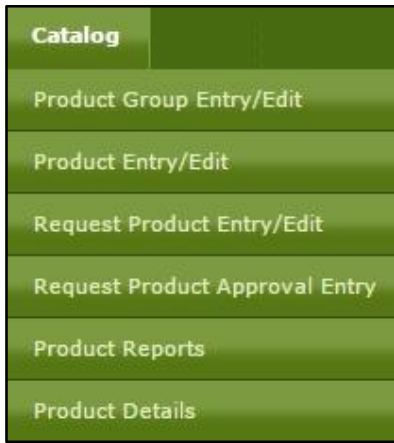 Catalog
Product Group Entry/Edit
Product Entry/Edit
Request Product Entry/Edit
Request Product Approval Entry
Product Reports
Product Details